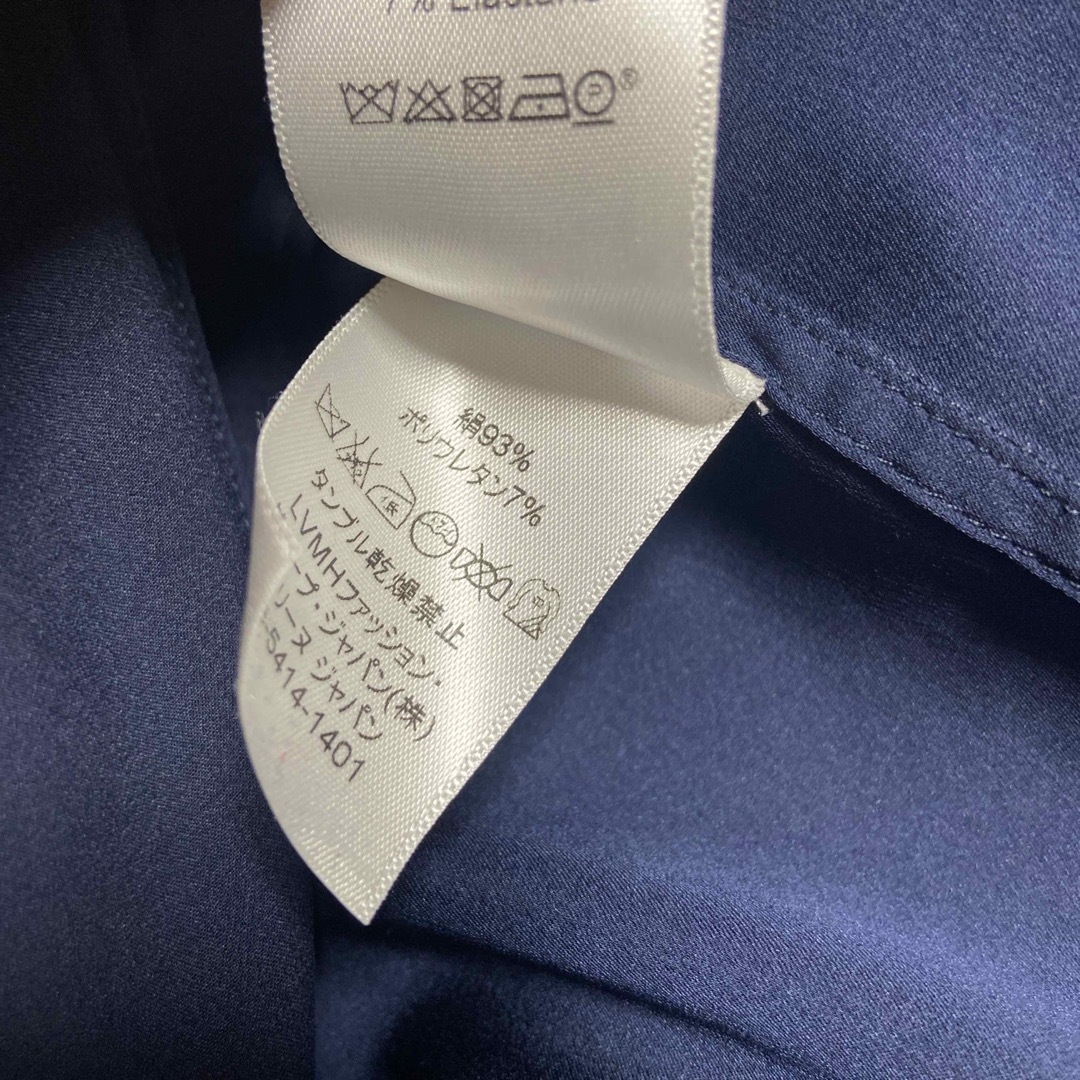 7% Elastane
P ®
絹93%
ポリウレタン7%
タンブル乾燥禁止
LVMHファッション・
ープ・ジャパン(株)
リーヌ ジャパン
-5414-1401